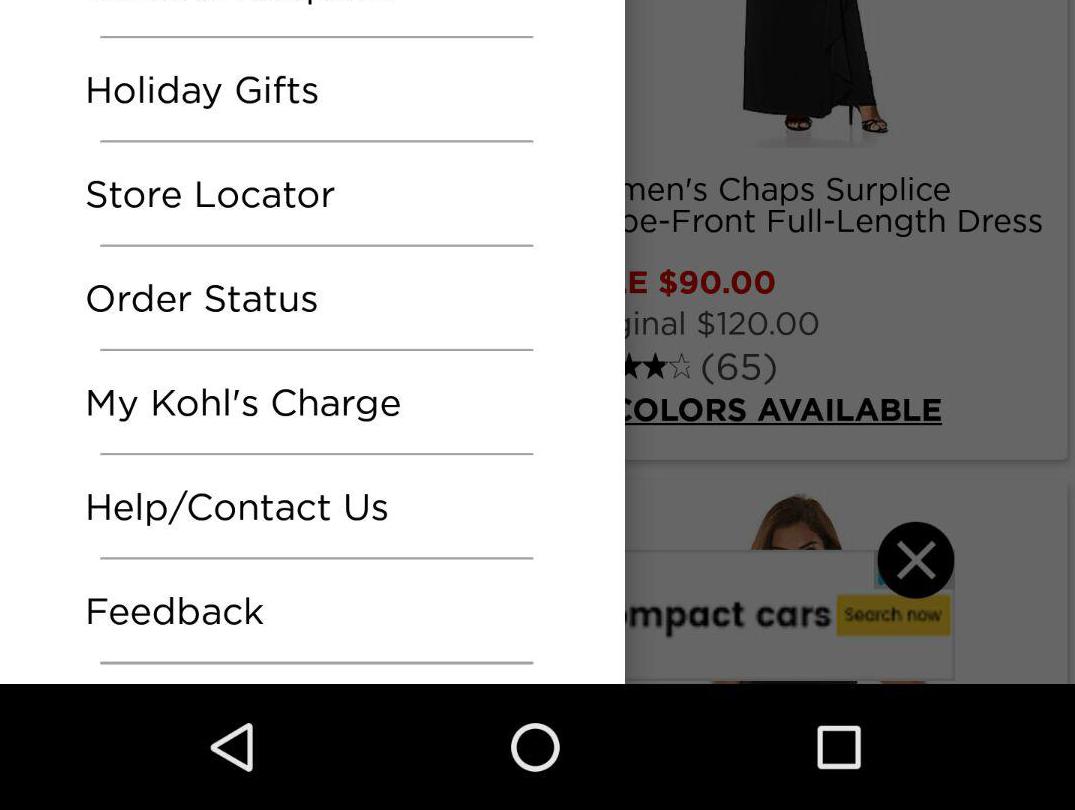 Holiday Gifts
Store Locator
Order Status
My Kohl's Charge
Help/Contact Us
Feedback
men's Chaps Surplice
pe-Front Full-Length Dress
E $90.00
ginal $120.00
(65)
COLORS AVAILABLE
ompact cars
Search now